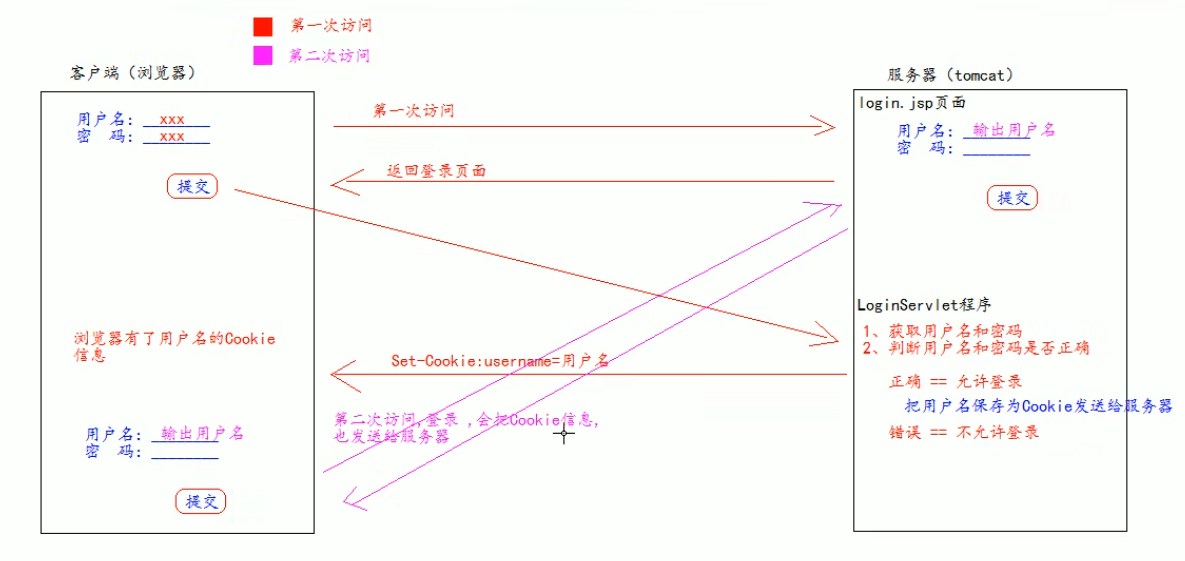 第一次访问
第二次访问
客户端（浏览器）
用户名：xxx
密 码：xxx
提交
浏览器有了用户名的Cookie
信息
用户名：输出用户名
密 码：
提交
第一次访问
返回登录页面
Set-Cookie:username=用户名
第二次访问,登录 ,会把Cookie信息,
也发送给服务器
服务器（tomcat）
login.jsp页面
用户名：输出用户名
密 码：
提交
LoginServlet程序
1、获取用户名和密码
2、判断用户名和密码是否正确
正确 == 允许登录
把用户名保存为Cookie发送给服务器
错误 == 不允许登录